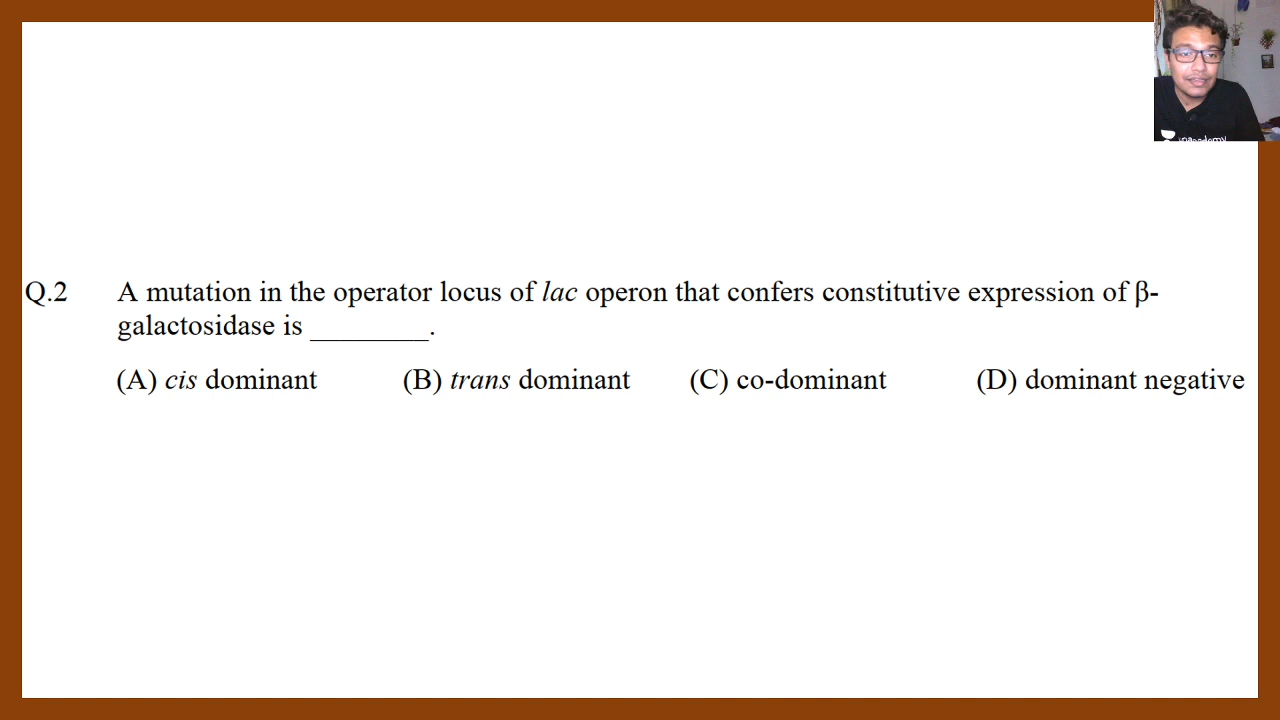 Q.2 A mutation in the operator locus of lac operon that confers constitutive expression of β-
galactosidase is ________.
(A) cis dominant (B) trans dominant (C) co-dominant (D) dominant negative
unacademy